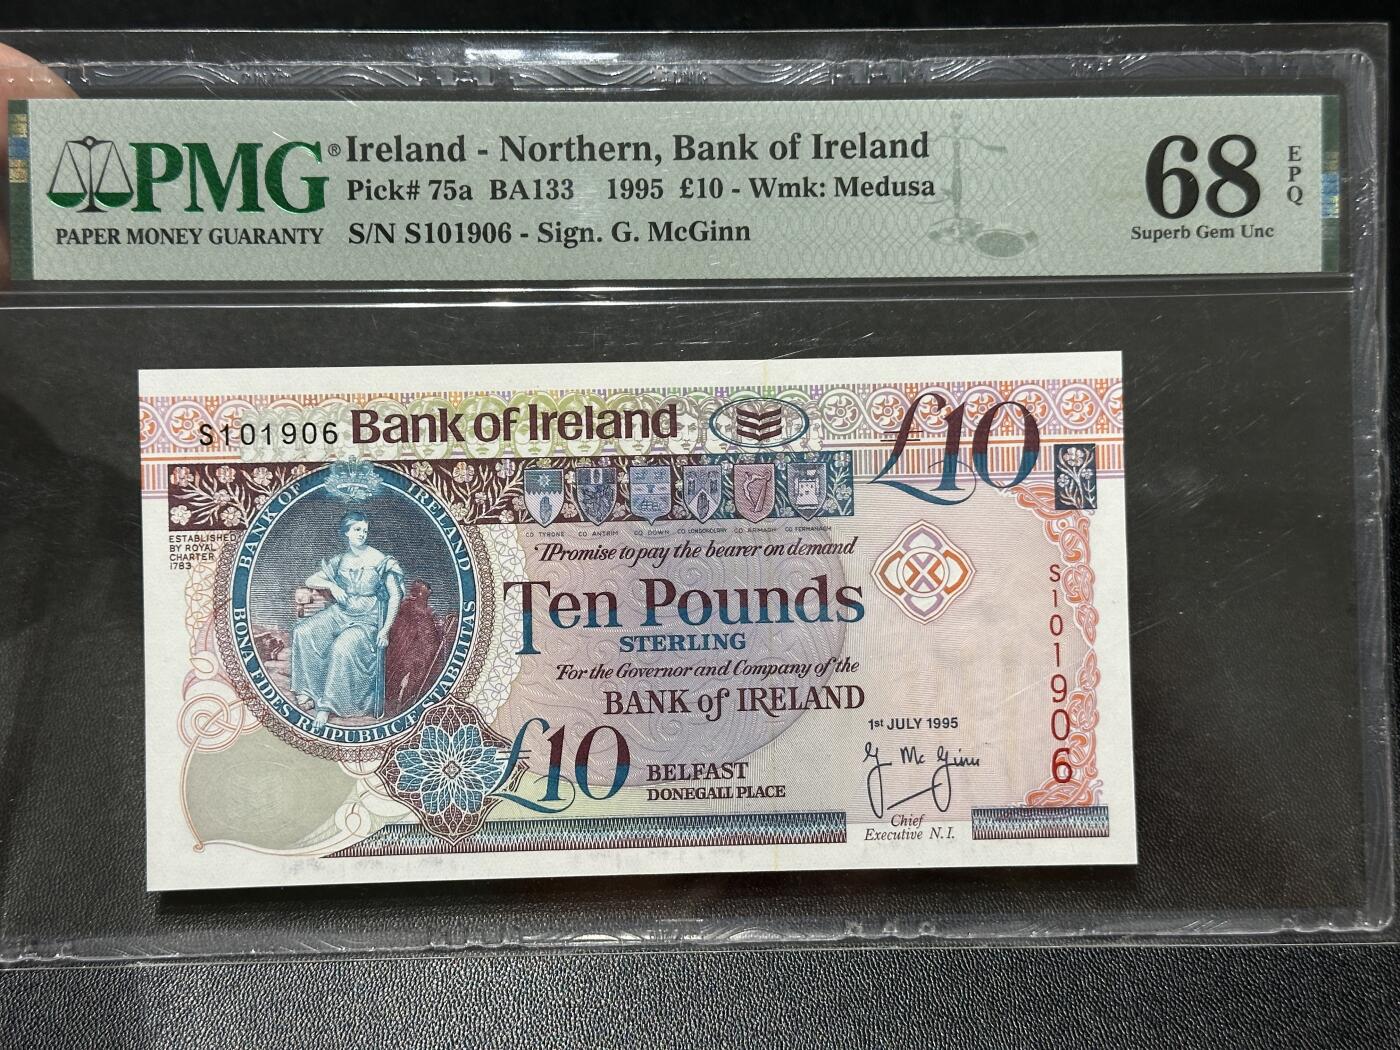 PMG®
PAPER MONEY GUARANTY
Ireland - Northern, Bank of Ireland
Pick# 75a BA133 1995 £10 - Wmk: Medusa
S/N S101906 - Sign. G. McGinn
68
EPQ
Superb Gem Unc
S101906 Bank of Ireland £10
BANK OF IRELAND
BONA FIDES REIPUBLICÆ STABILITAS
ESTABLISHED
BY ROYAL
CHARTER
1783
CO TYRONE CO ANTRIM CO DOWN CO LONDONDERRY CO ARMAGH CO FERMANAGH
I Promise to pay the bearer on demand
Ten Pounds
STERLING
For the Governor and Company of the
BANK of IRELAND
£10
BELFAST
DONEGALL PLACE
1st JULY 1995
G McGinn
Chief
Executive N.I.
S101906